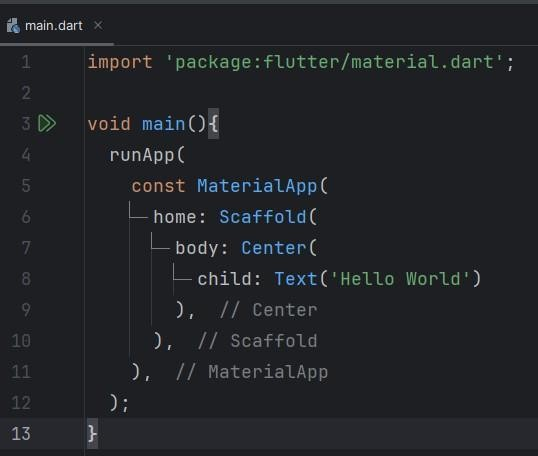 main.dart
1 import 'package:flutter/material.dart';
2
3 void main(){
4   runApp(
5     const MaterialApp(
6       home: Scaffold(
7         body: Center(
8           child: Text('Hello World')
9         ),  // Center
10       ),  // Scaffold
11     ),  // MaterialApp
12   );
13 }